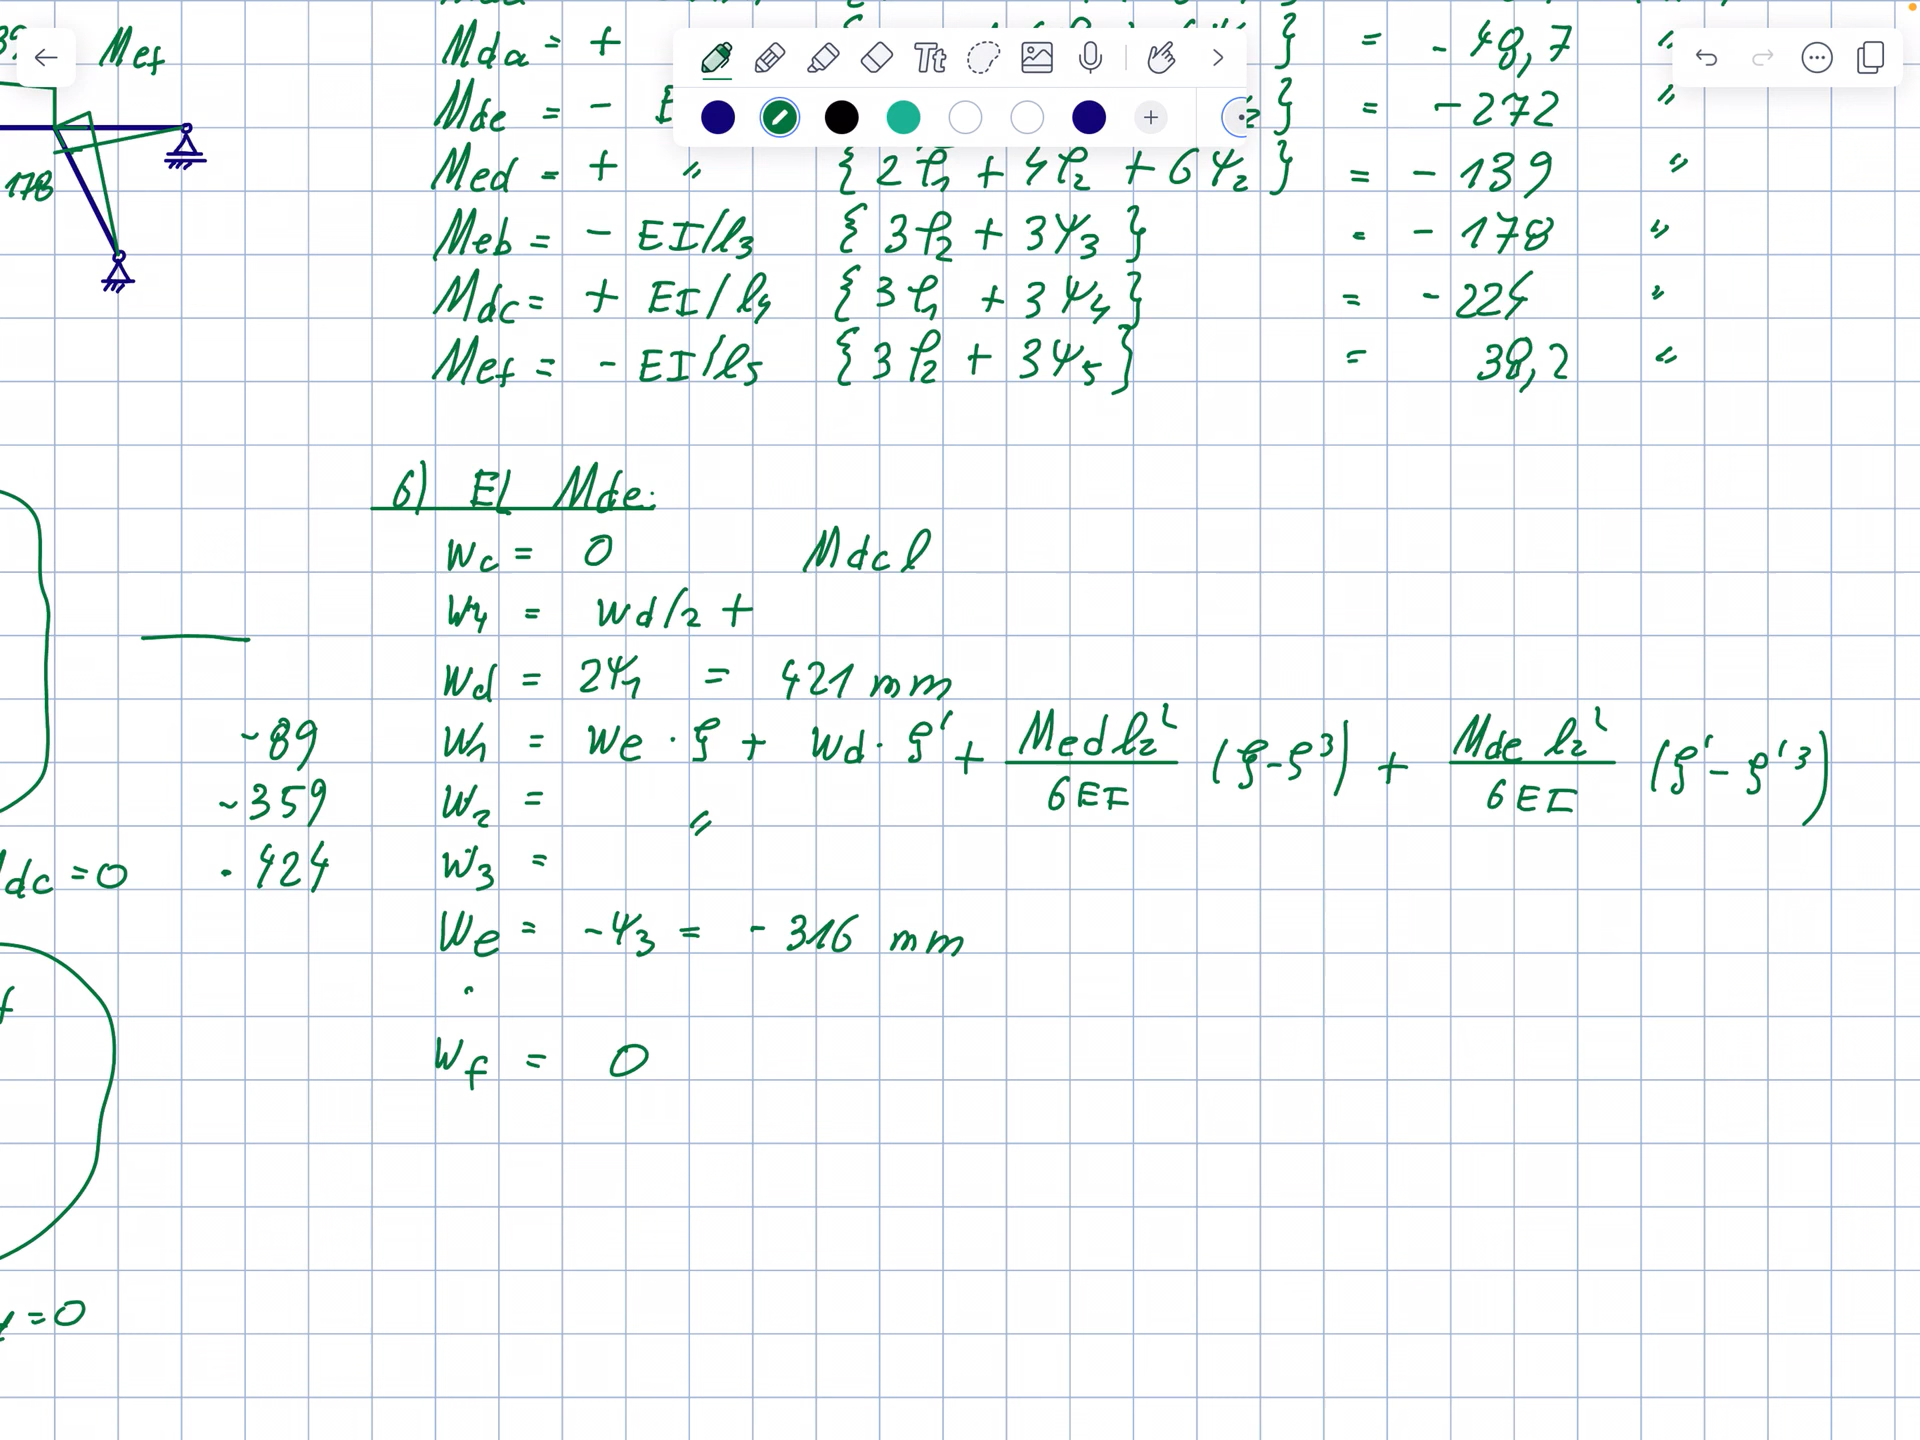 Mef
178
Mda = + } = - 48,7 "
Mde = - E 2 } = - 272 "
Med = + " { 2φ1 + 4φ2 + 6ψ2 } = - 139 "
Meb = - EI/l3 { 3φ2 + 3ψ3 } = - 178 "
Mdc = + EI/l4 { 3φ1 + 3ψ4 } = - 224 "
Mef = - EI/l5 { 3φ2 + 3ψ5 } = 38,2 "
6) EL Mde:
wc = 0 Mdc l
w4 = wd/2 +
wd = 2ψ1 = 421 mm
-89 w1 = we · ξ + wd · ξ' + Med l2² / 6EI (ξ-ξ³) + Mde l2² / 6EI (ξ'-ξ'³)
-359 w2 = "
dc = 0 -424 w3 =
we = -ψ3 = - 316 mm
f
wf = 0
= 0
Tt